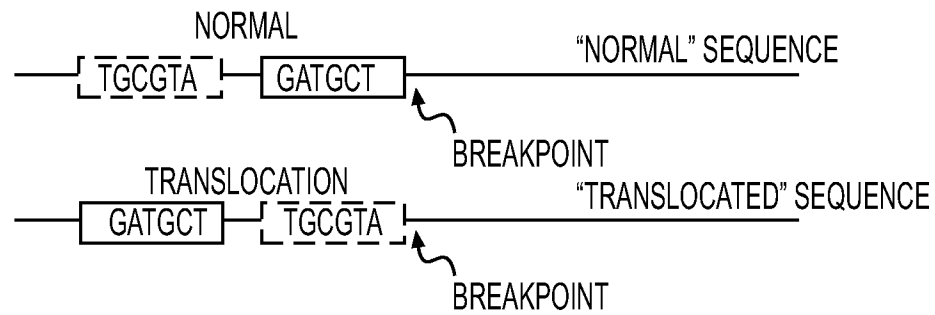 NORMAL
“NORMAL” SEQUENCE
TGCGTA GATGCT
BREAKPOINT
TRANSLOCATION
“TRANSLOCATED” SEQUENCE
GATGCT TGCGTA
BREAKPOINT